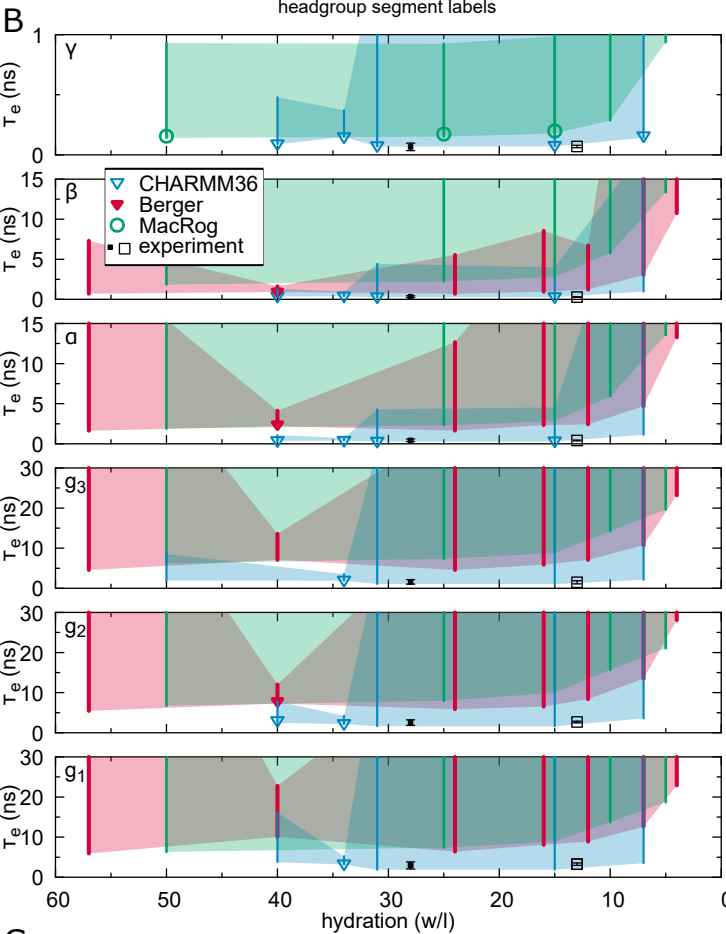 headgroup segment labels
B
γ
τe (ns)
1
0
β
τe (ns)
15
10
5
0
CHARMM36
Berger
MacRog
experiment
α
τe (ns)
15
10
5
0
g3
τe (ns)
30
20
10
0
g2
τe (ns)
30
20
10
0
g1
τe (ns)
30
20
10
0
60 50 40 30 20 10 0
hydration (w/l)